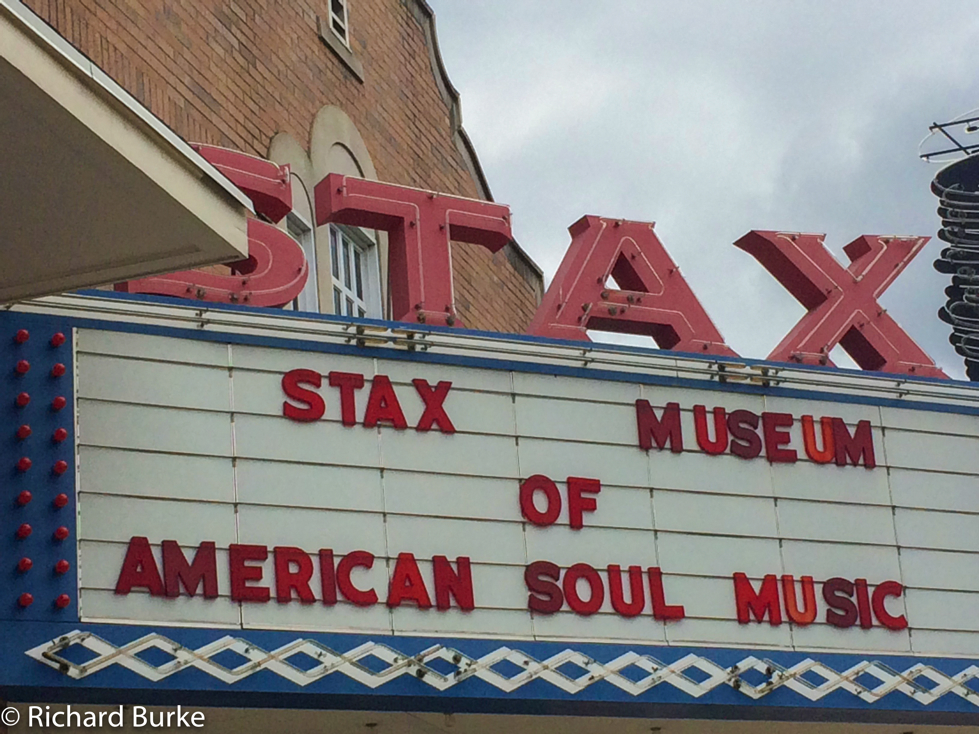 STAX
STAX MUSEUM
OF
AMERICAN SOUL MUSIC
© Richard Burke